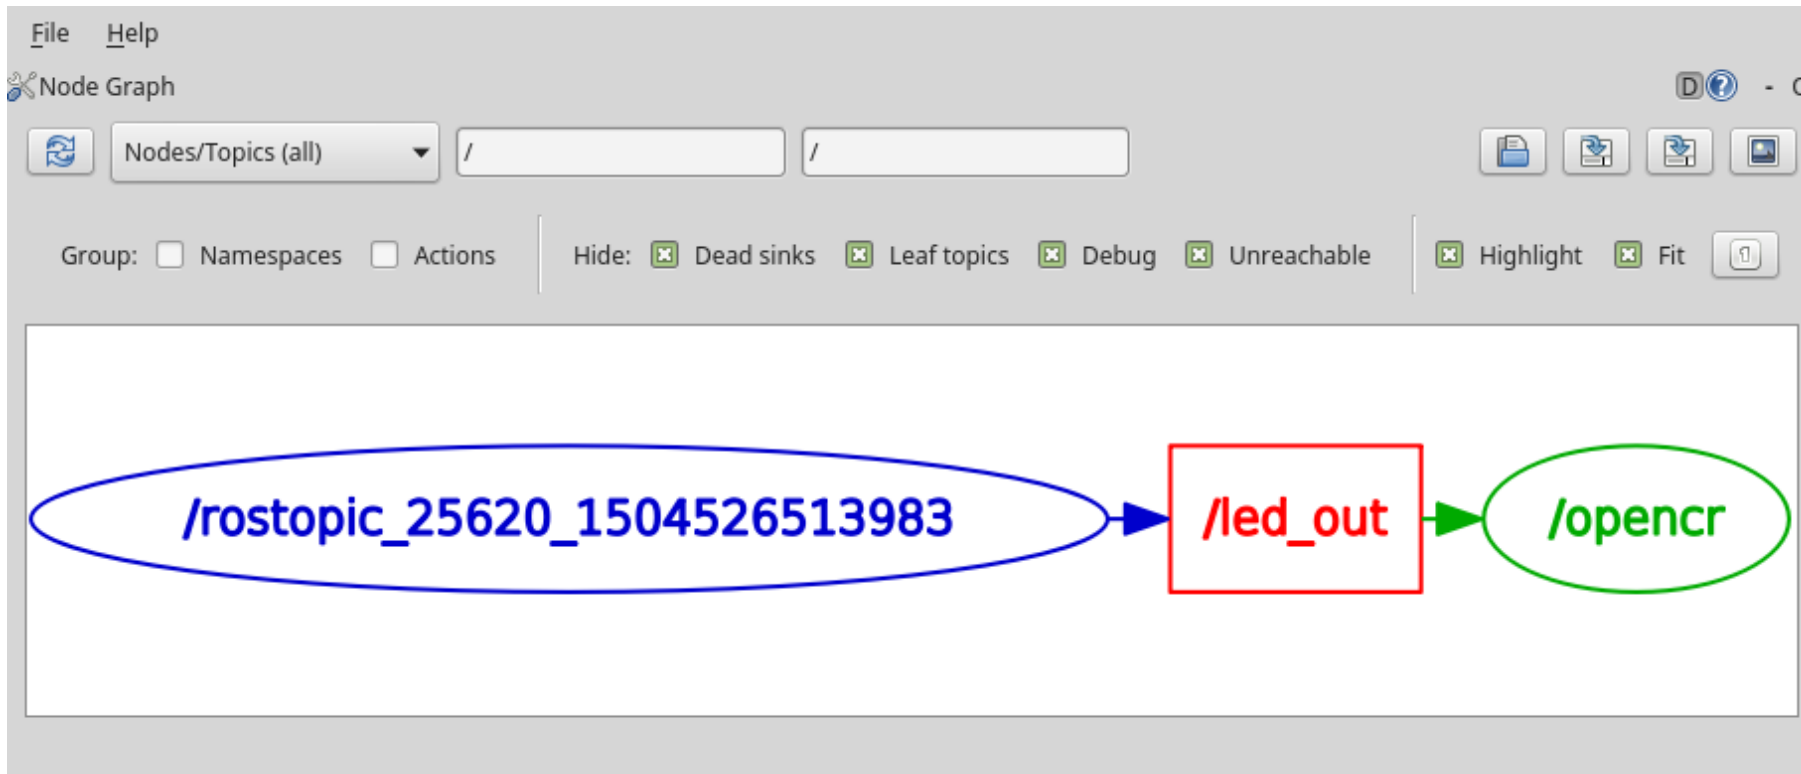 File Help
Node Graph D ? -
Nodes/Topics (all) / /
Group: Namespaces Actions Hide: Dead sinks Leaf topics Debug Unreachable Highlight Fit
/rostopic_25620_1504526513983 /led_out /opencr